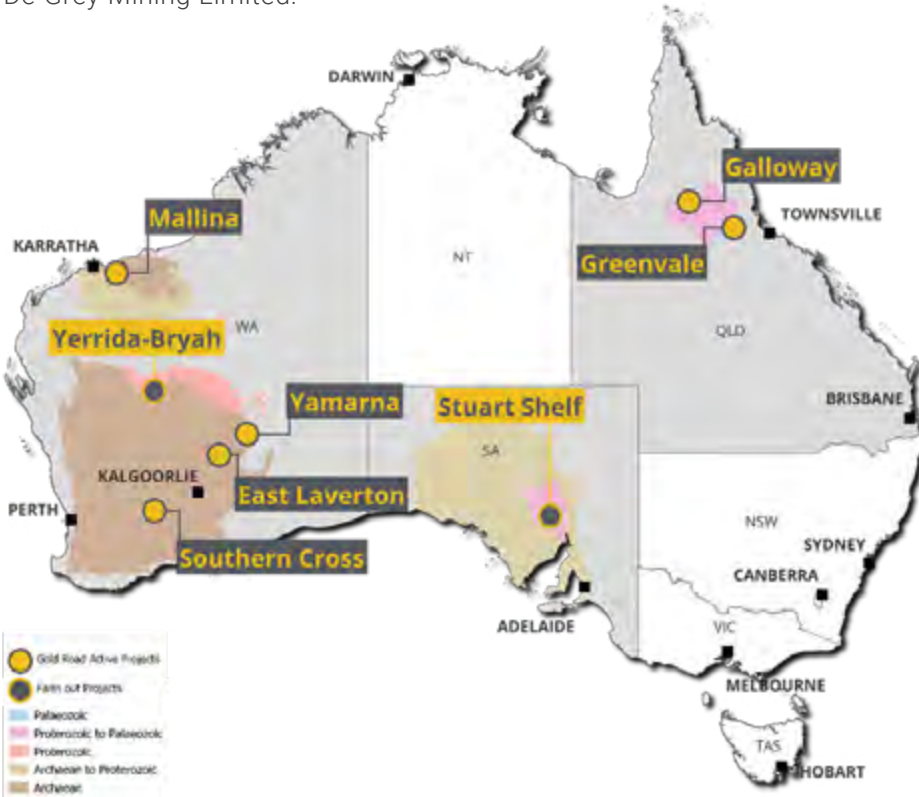 De Grey Mining Limited.
DARWIN
Galloway
Mallina
TOWNSVILLE
KARRATHA
NT
Greenvale
WA
Yerrida-Bryah
QLD
Yamarna
Stuart Shelf
BRISBANE
SA
KALGOORLIE
East Laverton
PERTH
NSW
Southern Cross
SYDNEY
CANBERRA
ADELAIDE
VIC
MELBOURNE
TAS
HOBART
Gold Road Active Projects
Farm out Projects
Palaeozoic
Proterozoic to Palaeozoic
Proterozoic
Archaean to Proterozoic
Archaean